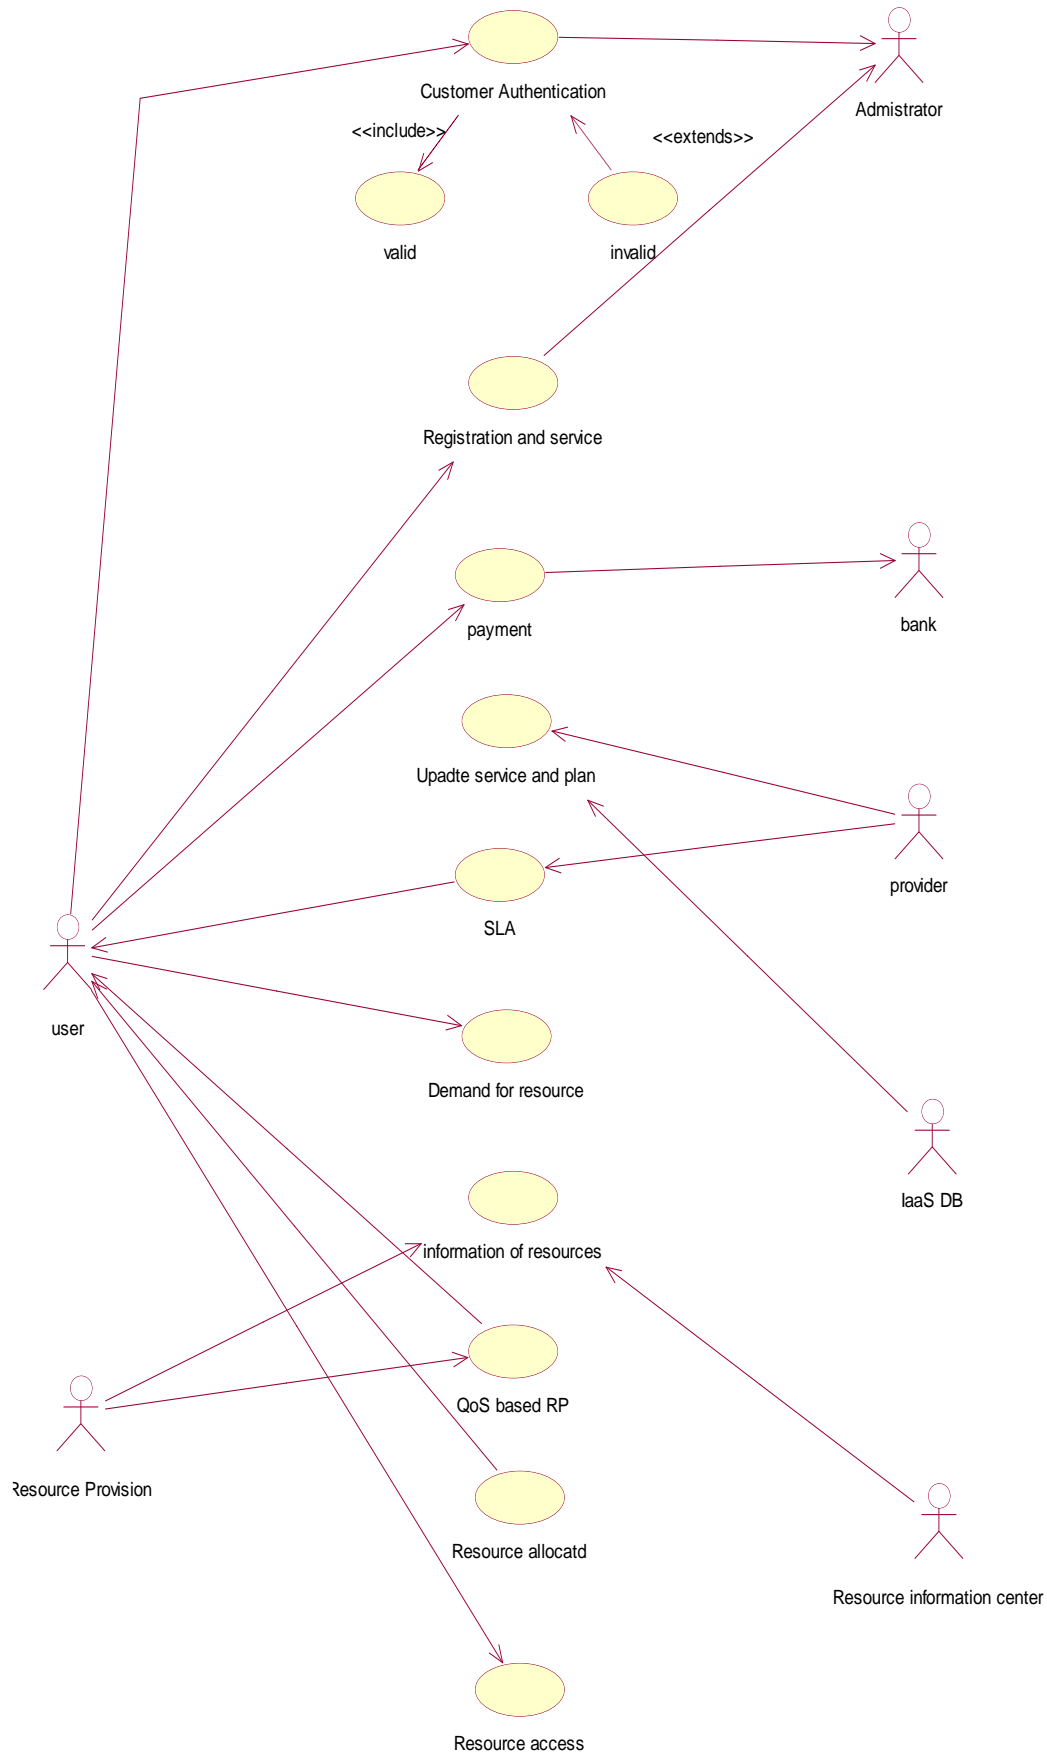 Customer Authentication
Admistrator
<<include>>
<<extends>>
valid
invalid
Registration and service
payment
bank
Upadte service and plan
provider
SLA
user
Demand for resource
IaaS DB
information of resources
QoS based RP
Resource Provision
Resource allocatd
Resource information center
Resource access